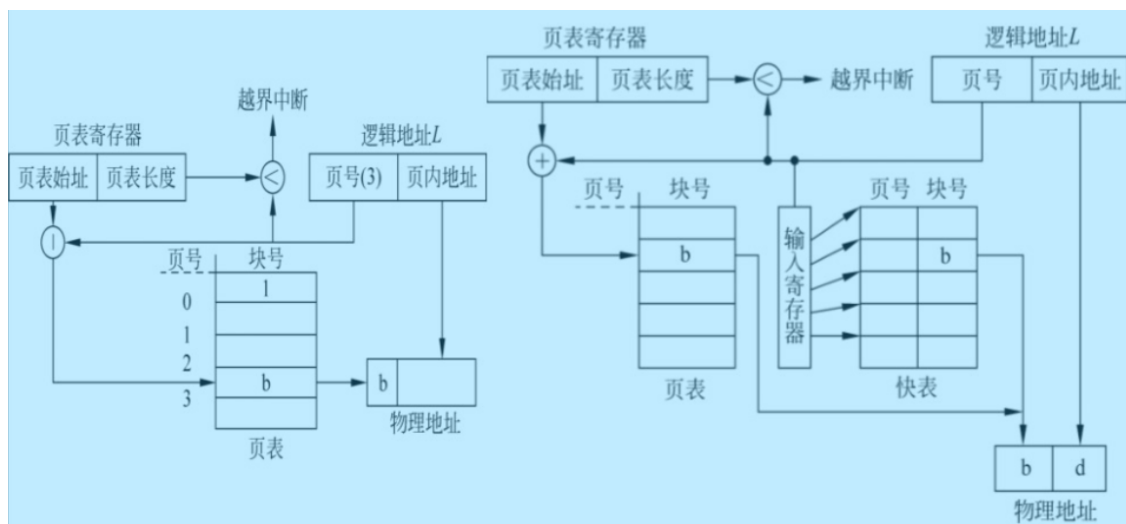 页表寄存器
页表始址 页表长度
越界中断
<
逻辑地址L
页号(3) 页内地址
|
页号 块号
0 1
1
2
3 b
页表
b
物理地址
页表寄存器
页表始址 页表长度
<
越界中断
逻辑地址L
页号 页内地址
+
页号 块号
b
页表
输入寄存器
页号 块号
b
快表
b d
物理地址